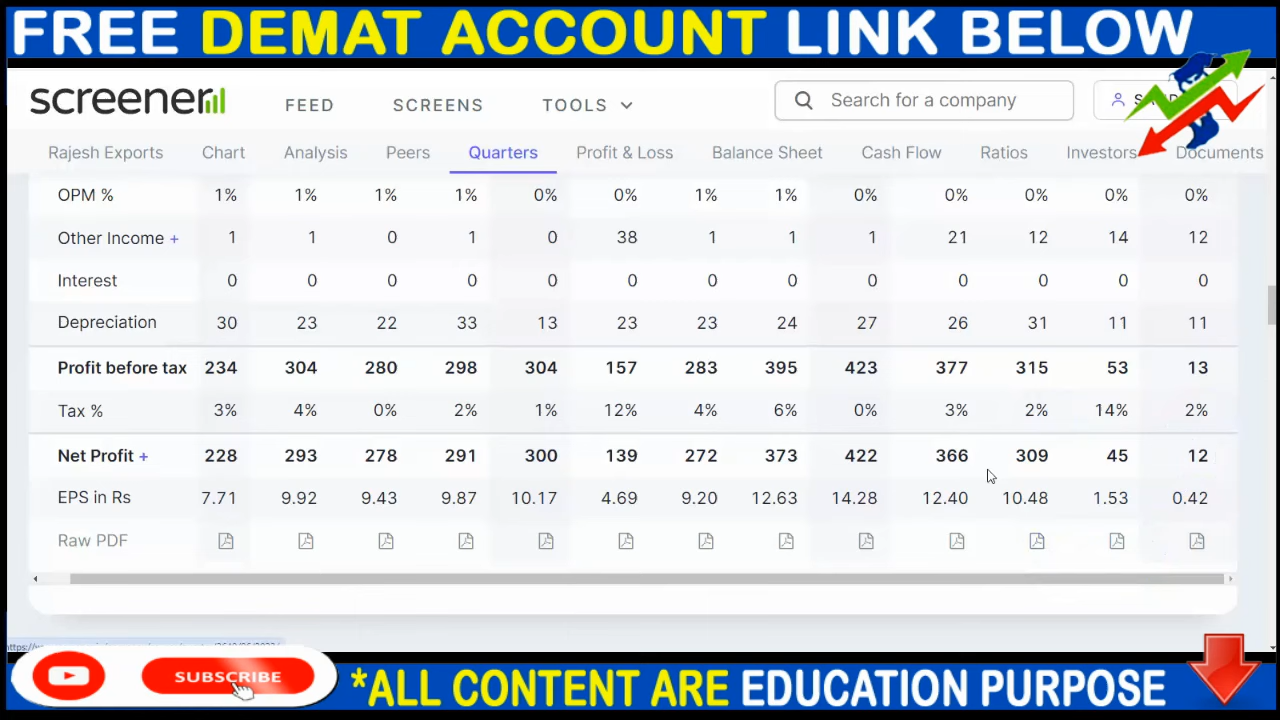 FREE DEMAT ACCOUNT LINK BELOW
screener FEED SCREENS TOOLS Search for a company
Rajesh Exports Chart Analysis Peers Quarters Profit & Loss Balance Sheet Cash Flow Ratios Investors Documents
OPM % 1% 1% 1% 1% 0% 0% 1% 1% 0% 0% 0% 0% 0%
Other Income + 1 1 0 1 0 38 1 1 1 21 12 14 12
Interest 0 0 0 0 0 0 0 0 0 0 0 0 0
Depreciation 30 23 22 33 13 23 23 24 27 26 31 11 11
Profit before tax 234 304 280 298 304 157 283 395 423 377 315 53 13
Tax % 3% 4% 0% 2% 1% 12% 4% 6% 0% 3% 2% 14% 2%
Net Profit + 228 293 278 291 300 139 272 373 422 366 309 45 12
EPS in Rs 7.71 9.92 9.43 9.87 10.17 4.69 9.20 12.63 14.28 12.40 10.48 1.53 0.42
Raw PDF
SUBSCRIBE *ALL CONTENT ARE EDUCATION PURPOSE